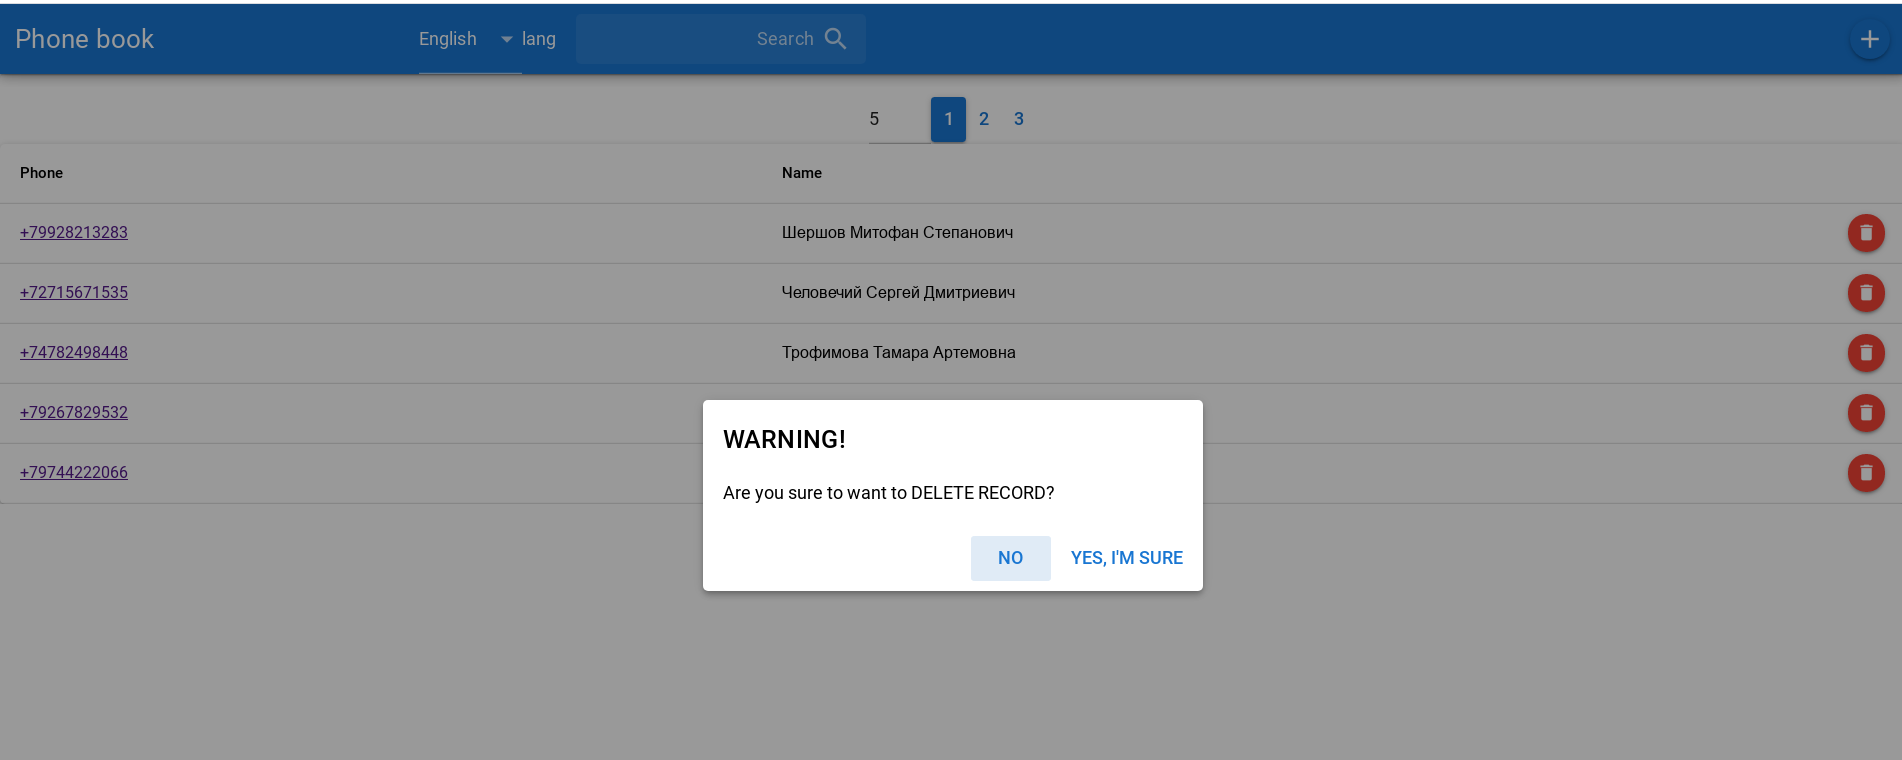 Phone book
English lang Search
5 1 2 3
Phone Name
+79928213283 Шершов Митофан Степанович
+72715671535 Человечий Сергей Дмитриевич
+74782498448 Трофимова Тамара Артемовна
+79267829532
+79744222066
WARNING!
Are you sure to want to DELETE RECORD?
NO YES, I'M SURE